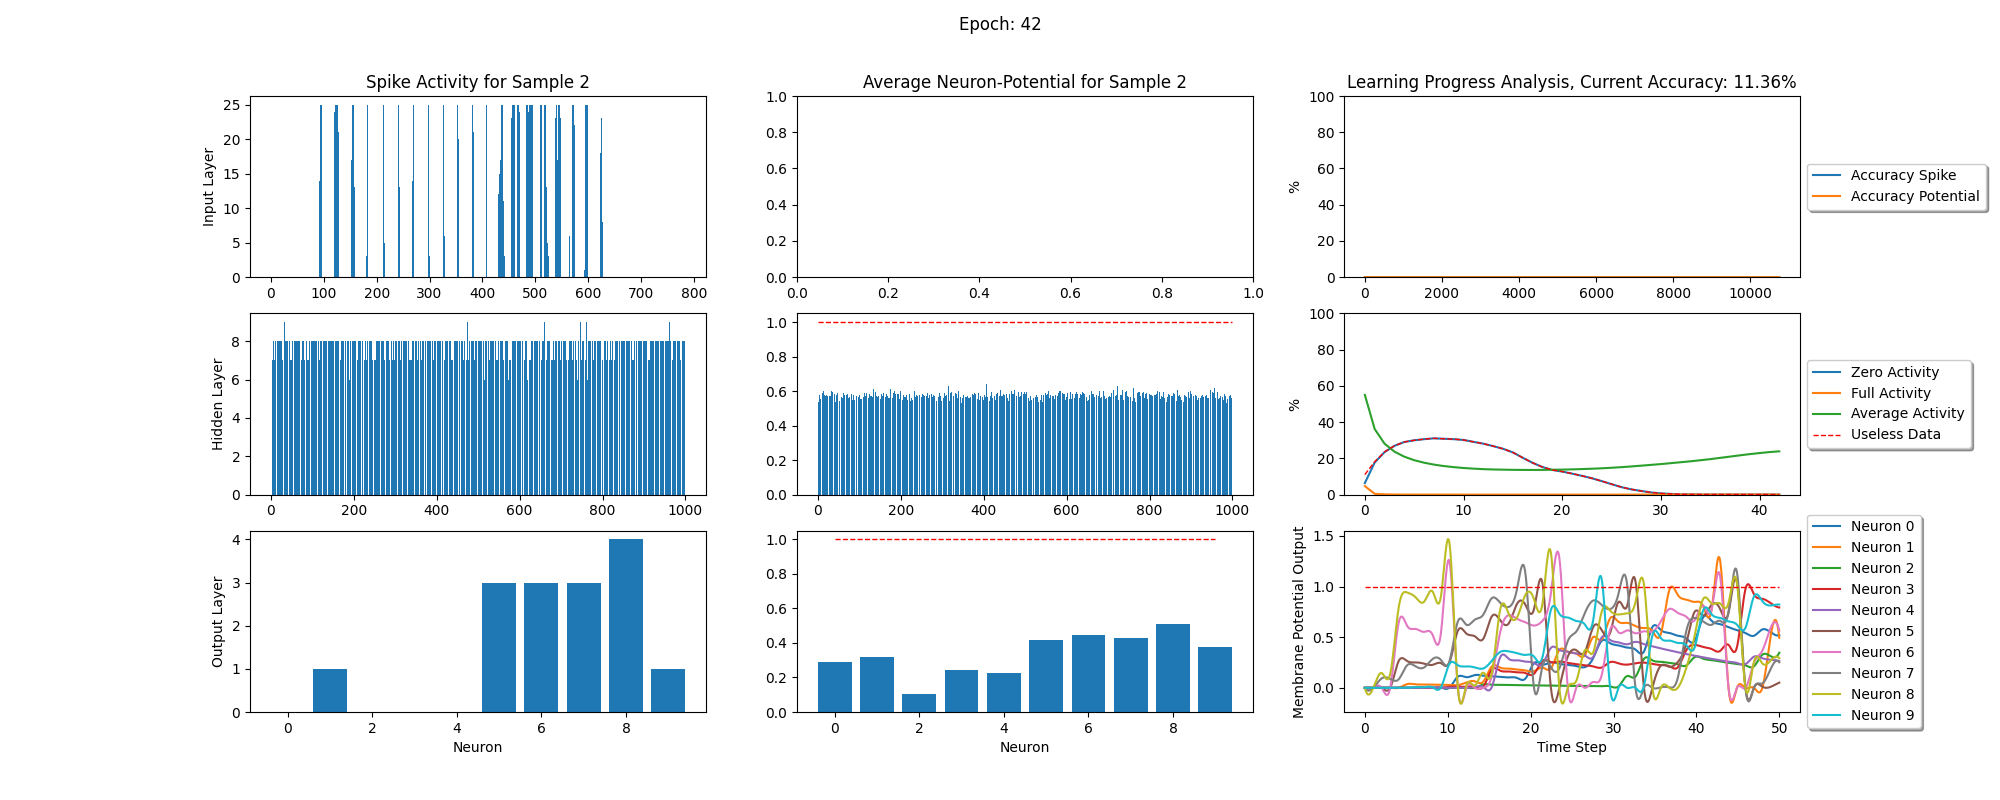 Epoch: 42
Spike Activity for Sample 2
Average Neuron-Potential for Sample 2
Learning Progress Analysis, Current Accuracy: 11.36%
Input Layer
25
20
15
10
5
0
0 100 200 300 400 500 600 700 800
1.0
0.8
0.6
0.4
0.2
0.0
0.0 0.2 0.4 0.6 0.8 1.0
%
100
80
60
40
20
0
0 2000 4000 6000 8000 10000
Accuracy Spike
Accuracy Potential
Hidden Layer
8
6
4
2
0
0 200 400 600 800 1000
1.0
0.8
0.6
0.4
0.2
0.0
0 200 400 600 800 1000
%
100
80
60
40
20
0
0 10 20 30 40
Zero Activity
Full Activity
Average Activity
Useless Data
Output Layer
4
3
2
1
0
0 2 4 6 8
Neuron
1.0
0.8
0.6
0.4
0.2
0.0
0 2 4 6 8
Neuron
Membrane Potential Output
1.5
1.0
0.5
0.0
0 10 20 30 40 50
Time Step
Neuron 0
Neuron 1
Neuron 2
Neuron 3
Neuron 4
Neuron 5
Neuron 6
Neuron 7
Neuron 8
Neuron 9